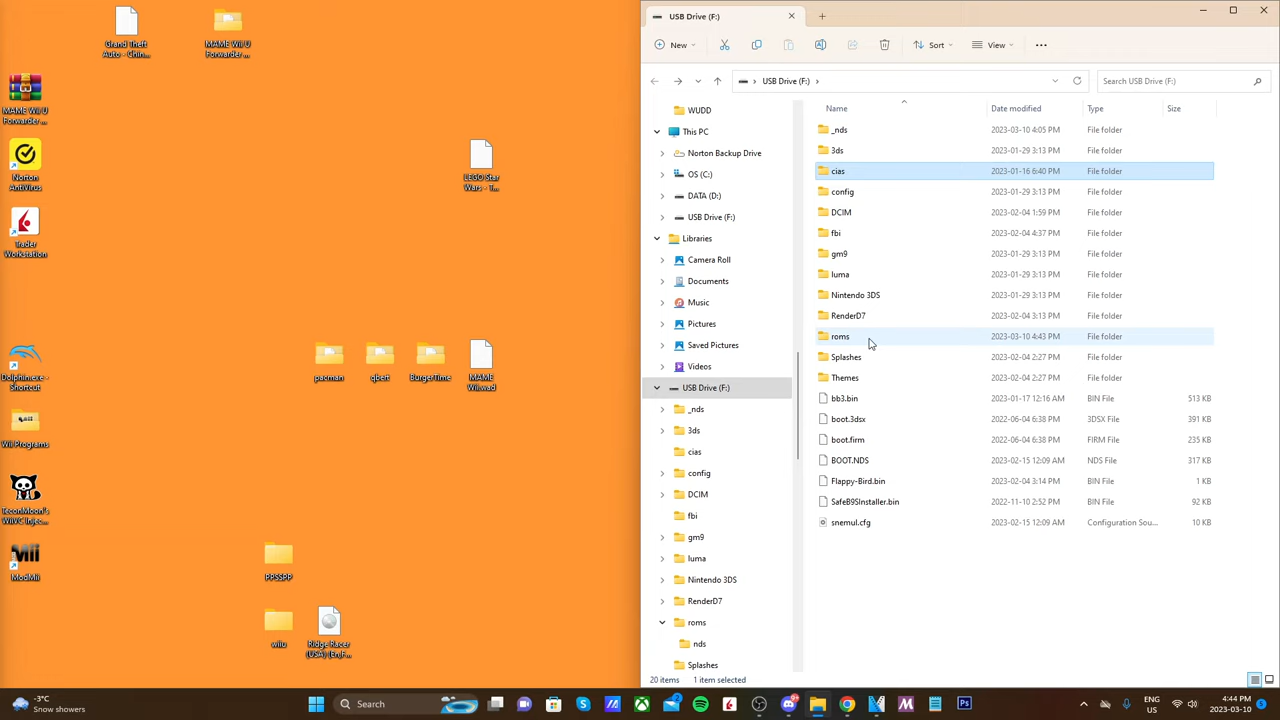 Grand Theft
Auto - Chin...
MAME Wii U
Forwarder ...
MAME Wii U
Forwarder ...
Norton
AntiVirus
Trader
Workstation
LEGO Star
Wars - T...
Dolphin.exe -
Shortcut
pacman
qbert
BurgerTime
MAME
Wii.wad
Wii Programs
TeconMoon's
WiiVC Injec...
ModMii
PPSSPP
wiiu
Ridge Racer
(USA) (En,F...
USB Drive (F:)
New
Sort
View
USB Drive (F:)
Search USB Drive (F:)
WUDD
This PC
Norton Backup Drive
OS (C:)
DATA (D:)
USB Drive (F:)
Libraries
Camera Roll
Documents
Music
Pictures
Saved Pictures
Videos
USB Drive (F:)
_nds
3ds
cias
config
DCIM
fbi
gm9
luma
Nintendo 3DS
RenderD7
roms
nds
Splashes
Name Date modified Type Size
_nds 2023-03-10 4:05 PM File folder
3ds 2023-01-29 3:13 PM File folder
cias 2023-01-16 6:40 PM File folder
config 2023-01-29 3:13 PM File folder
DCIM 2023-02-04 1:59 PM File folder
fbi 2023-02-04 4:37 PM File folder
gm9 2023-01-29 3:13 PM File folder
luma 2023-01-29 3:13 PM File folder
Nintendo 3DS 2023-01-29 3:13 PM File folder
RenderD7 2023-02-04 3:13 PM File folder
roms 2023-03-10 4:43 PM File folder
Splashes 2023-02-04 2:27 PM File folder
Themes 2023-02-04 2:27 PM File folder
bb3.bin 2023-01-17 12:16 AM BIN File 513 KB
boot.3dsx 2022-06-04 6:38 PM 3DSX File 391 KB
boot.firm 2022-06-04 6:38 PM FIRM File 235 KB
BOOT.NDS 2023-02-15 12:09 AM NDS File 317 KB
Flappy-Bird.bin 2023-02-04 3:14 PM BIN File 1 KB
SafeB9SInstaller.bin 2022-11-10 2:52 PM BIN File 92 KB
snemul.cfg 2023-02-15 12:09 AM Configuration Sou... 10 KB
20 items 1 item selected
-3°C
Snow showers
Search
ENG
US
4:44 PM
2023-03-10